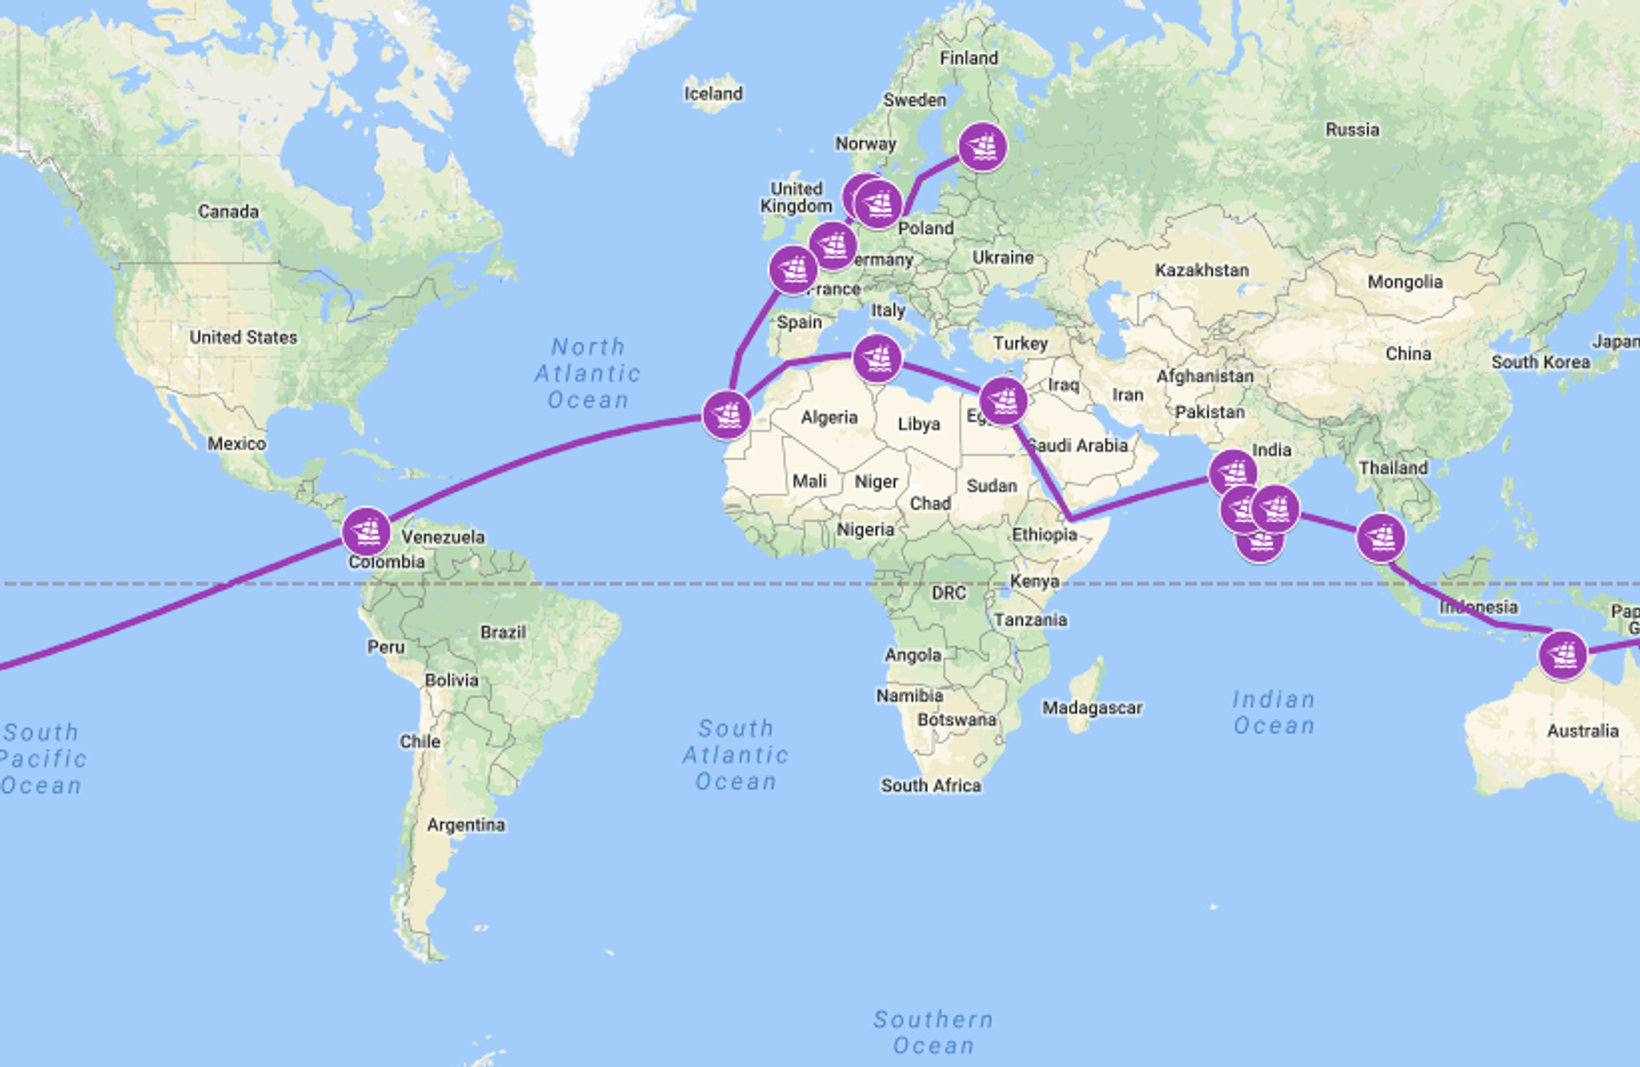 Finland
Iceland
Sweden
Russia
Norway
United
Kingdom
Canada
Poland
ermany
Ukraine
Kazakhstan
Mongolia
France
Italy
Spain
United States
North
Atlantic
Ocean
Turkey
Japan
China
South Korea
Afghanistan
Iraq
Iran
Pakistan
Algeria
Libya
Eg
Mexico
Saudi Arabia
India
Thailand
Mali
Niger
Sudan
Chad
Nigeria
Ethiopia
Venezuela
Colombia
Kenya
DRC
Indonesia
Pap
G
Tanzania
Brazil
Peru
Angola
Bolivia
Namibia
Madagascar
Botswana
Indian
Ocean
South
Pacific
Ocean
South
Atlantic
Ocean
Chile
Australia
South Africa
Argentina
Southern
Ocean